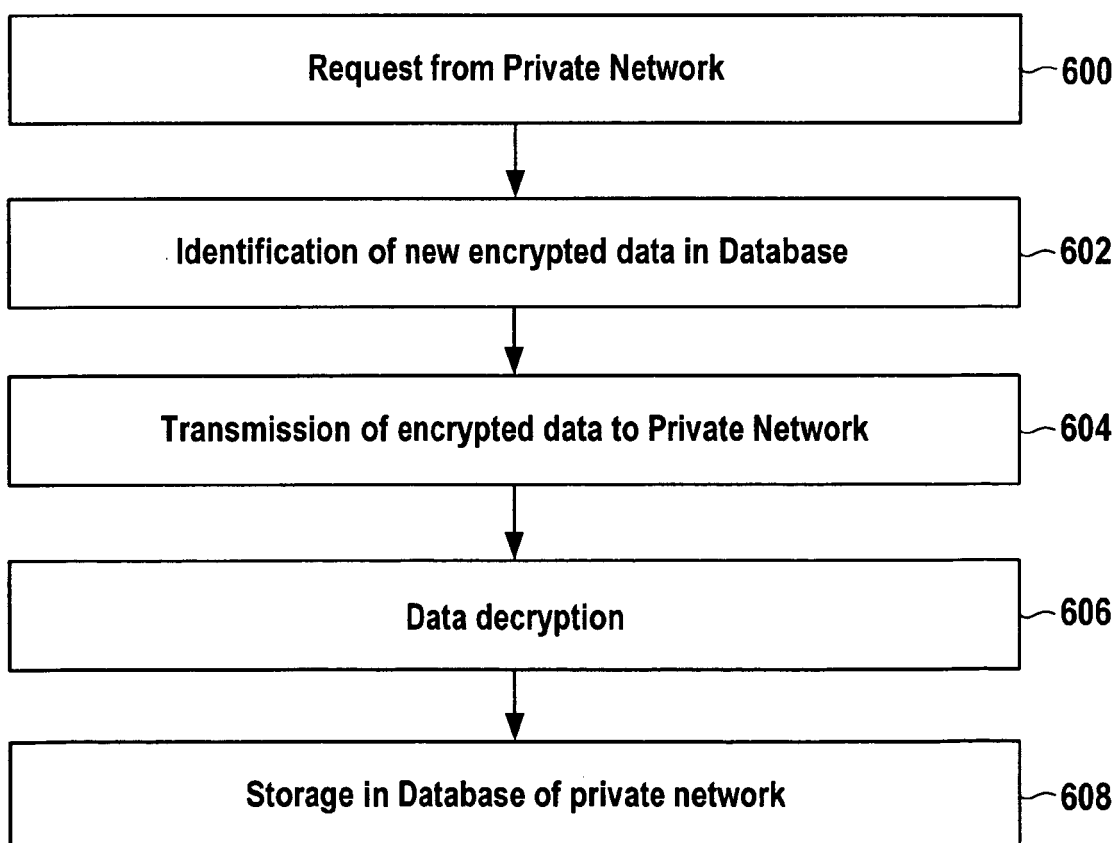 Request from Private Network
600
Identification of new encrypted data in Database
602
Transmission of encrypted data to Private Network
604
Data decryption
606
Storage in Database of private network
608